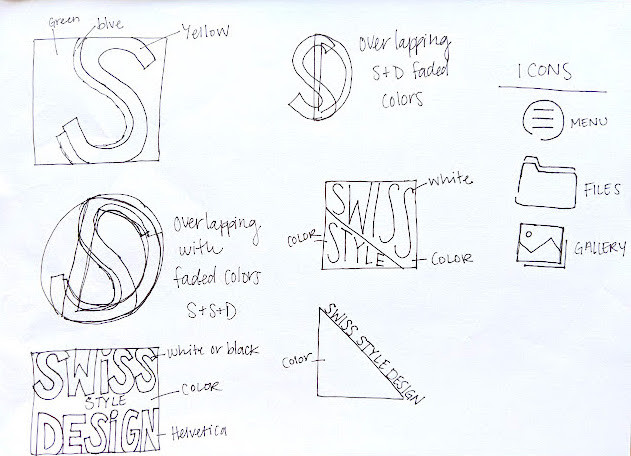 Green
blue
Yellow
S
overlapping
S+D faded
colors
ICONS
MENU
FILES
GALLERY
overlapping
with
faded colors
S+S+D
SWISS
STYLE
white
COLOR
COLOR
SWiSS
STYLE
DESiGN
white or black
COLOR
Helvetica
SWISS STYLE DESIGN
Color